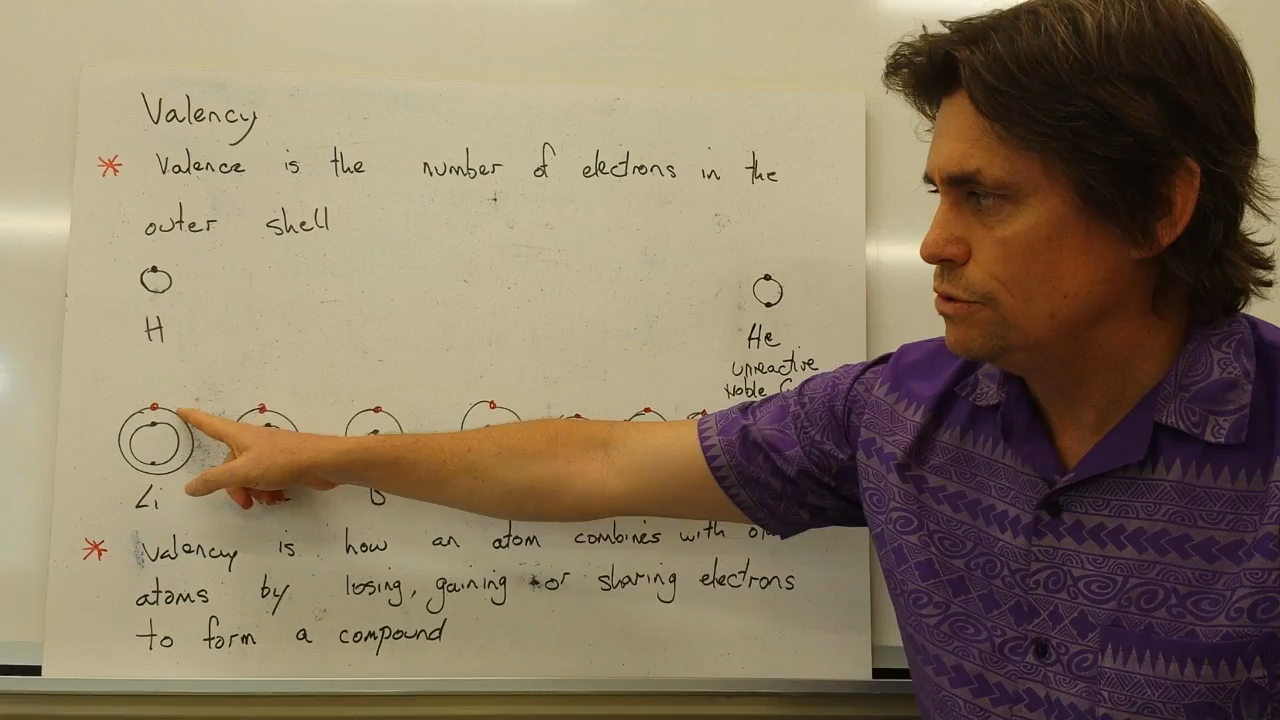 Valency
* Valence is the number of electrons in the
outer shell
H
He
unreactive
Noble
Li
B
* Valency is how an atom combines with
atoms by losing, gaining or sharing electrons
to form a compound